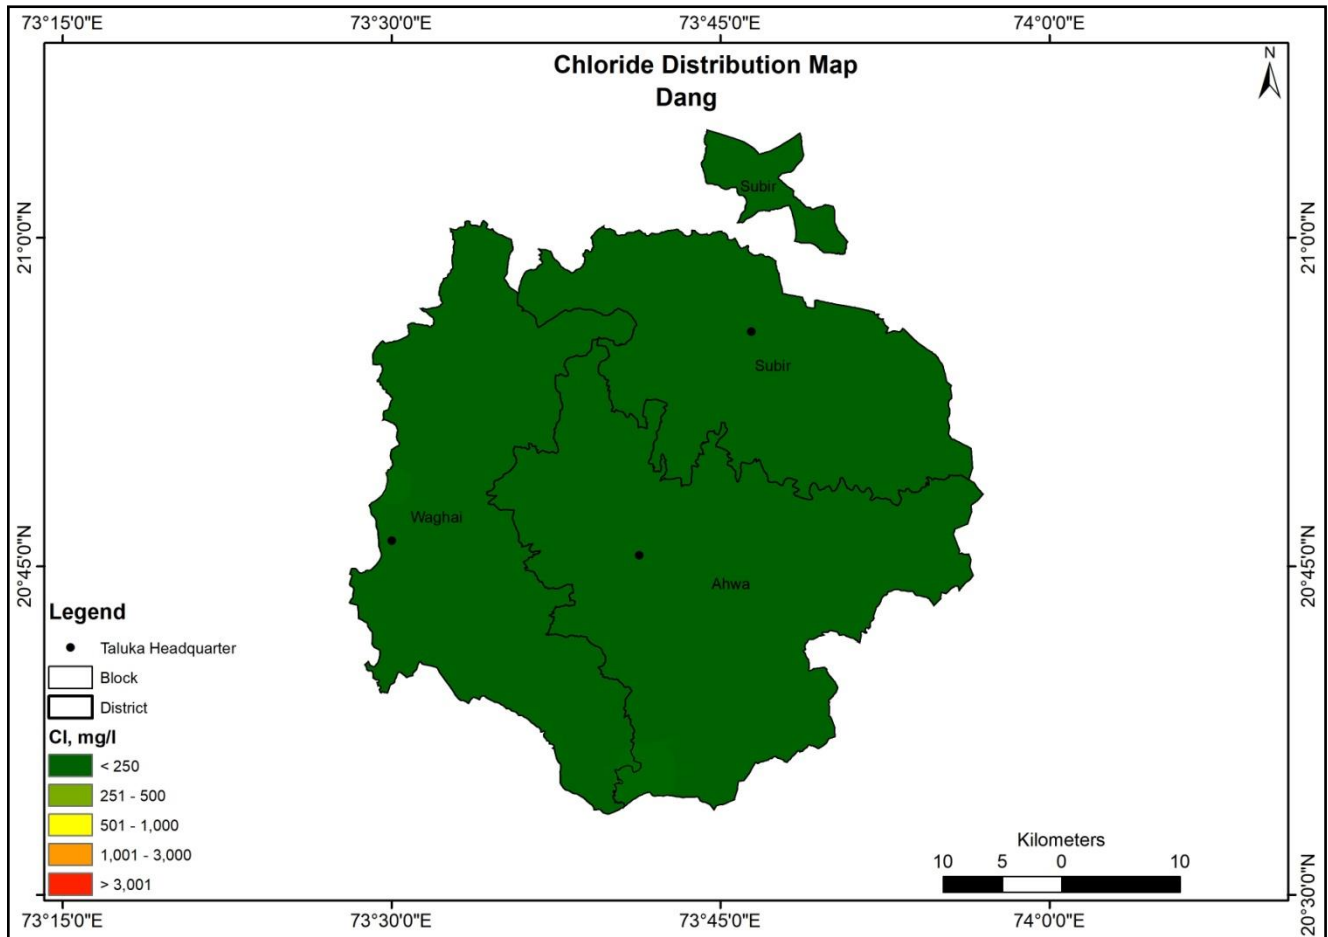 73°15'0"E 73°30'0"E 73°45'0"E 74°0'0"E
Chloride Distribution Map
Dang
N
Subir
21°0'0"N
21°0'0"N
Subir
Waghai
20°45'0"N
20°45'0"N
Ahwa
Legend
Taluka Headquarter
Block
District
Cl, mg/l
< 250
251 - 500
501 - 1,000
1,001 - 3,000
> 3,001
Kilometers
10 5 0 10
20°30'0"N
73°15'0"E 73°30'0"E 73°45'0"E 74°0'0"E